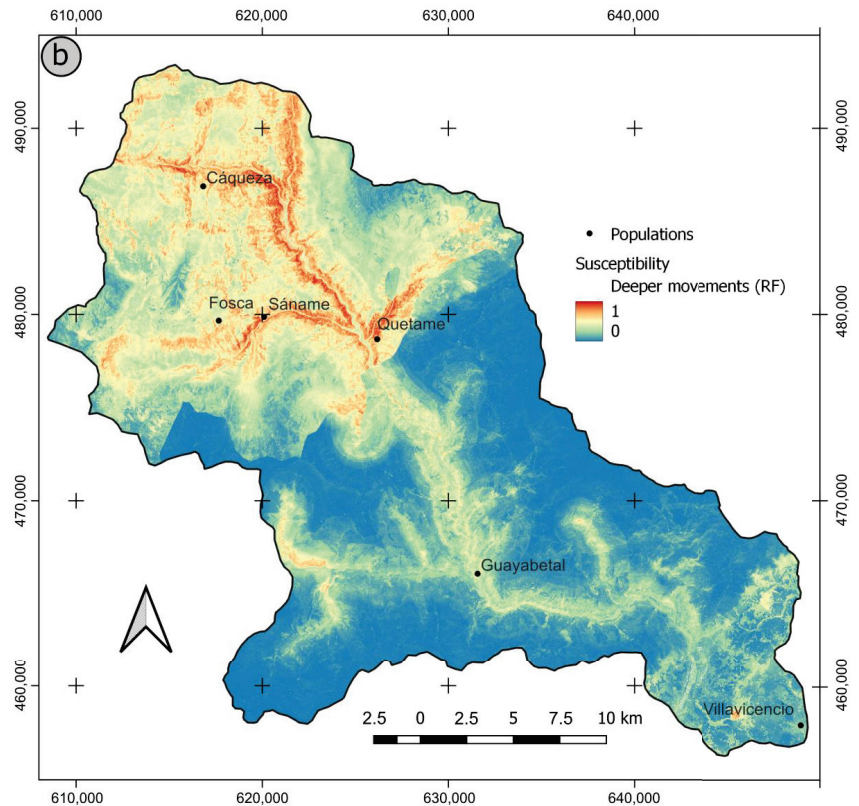 610,000 620,000 630,000 640,000
b
490,000 490,000
Cáqueza
Populations
Susceptibility
Deeper movements (RF)
1
0
480,000 480,000
Fosca Sáname
Quetame
470,000 470,000
Guayabetal
460,000 460,000
Villavicencio
2.5 0 2.5 5 7.5 10 km
610,000 620,000 630,000 640,000